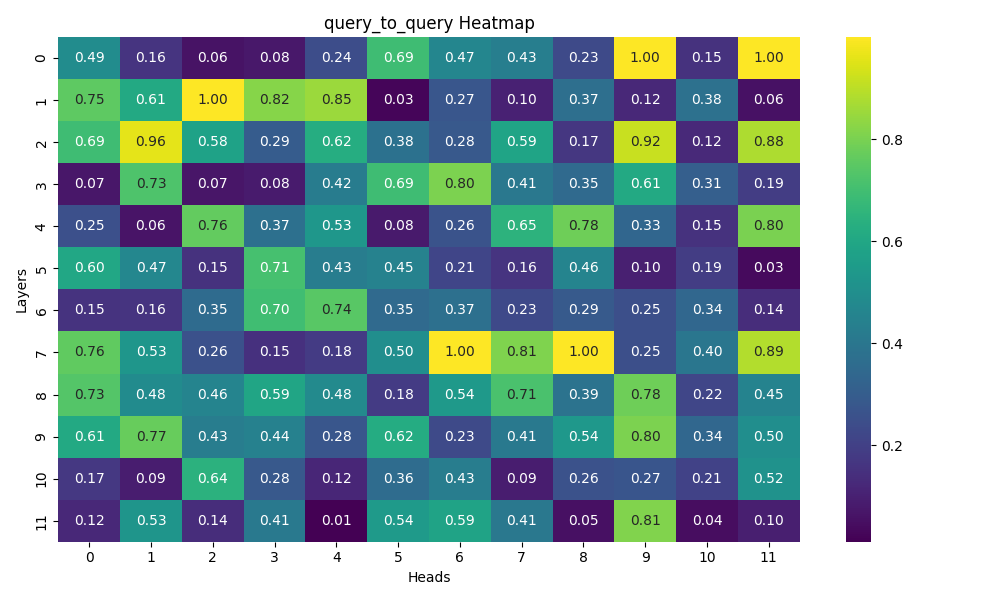 query_to_query Heatmap
0 0.49 0.16 0.06 0.08 0.24 0.69 0.47 0.43 0.23 1.00 0.15 1.00
1 0.75 0.61 1.00 0.82 0.85 0.03 0.27 0.10 0.37 0.12 0.38 0.06
2 0.69 0.96 0.58 0.29 0.62 0.38 0.28 0.59 0.17 0.92 0.12 0.88
3 0.07 0.73 0.07 0.08 0.42 0.69 0.80 0.41 0.35 0.61 0.31 0.19
4 0.25 0.06 0.76 0.37 0.53 0.08 0.26 0.65 0.78 0.33 0.15 0.80
5 0.60 0.47 0.15 0.71 0.43 0.45 0.21 0.16 0.46 0.10 0.19 0.03
6 0.15 0.16 0.35 0.70 0.74 0.35 0.37 0.23 0.29 0.25 0.34 0.14
7 0.76 0.53 0.26 0.15 0.18 0.50 1.00 0.81 1.00 0.25 0.40 0.89
8 0.73 0.48 0.46 0.59 0.48 0.18 0.54 0.71 0.39 0.78 0.22 0.45
9 0.61 0.77 0.43 0.44 0.28 0.62 0.23 0.41 0.54 0.80 0.34 0.50
10 0.17 0.09 0.64 0.28 0.12 0.36 0.43 0.09 0.26 0.27 0.21 0.52
11 0.12 0.53 0.14 0.41 0.01 0.54 0.59 0.41 0.05 0.81 0.04 0.10
0 1 2 3 4 5 6 7 8 9 10 11
Heads
Layers
0.8
0.6
0.4
0.2